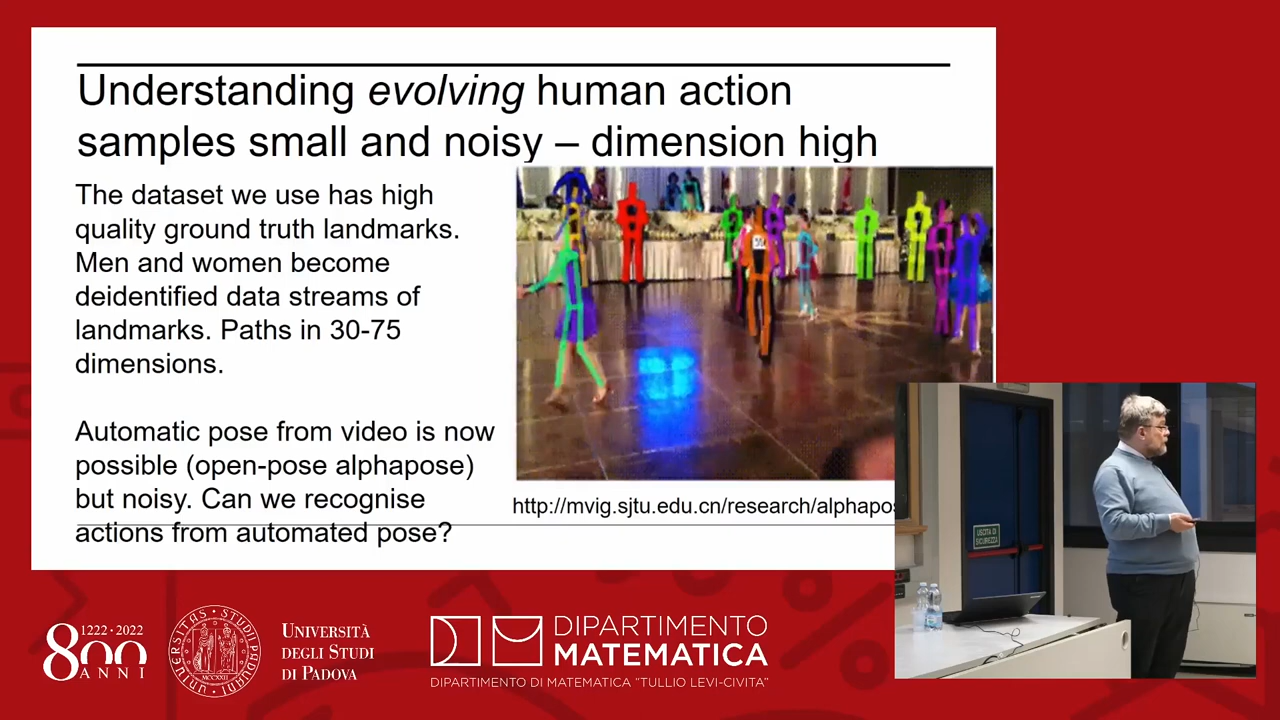 Understanding evolving human action
samples small and noisy – dimension high
The dataset we use has high
quality ground truth landmarks.
Men and women become
deidentified data streams of
landmarks. Paths in 30-75
dimensions.
Automatic pose from video is now
possible (open-pose alphapose)
but noisy. Can we recognise
actions from automated pose?
http://mvig.sjtu.edu.cn/research/alphapos
USCITA DI
SICUREZZA
1222·2022
800
ANNI
UNIVERSITÀ
DEGLI STUDI
DI PADOVA
DIPARTIMENTO
MATEMATICA
DIPARTIMENTO DI MATEMATICA "TULLIO LEVI-CIVITA"